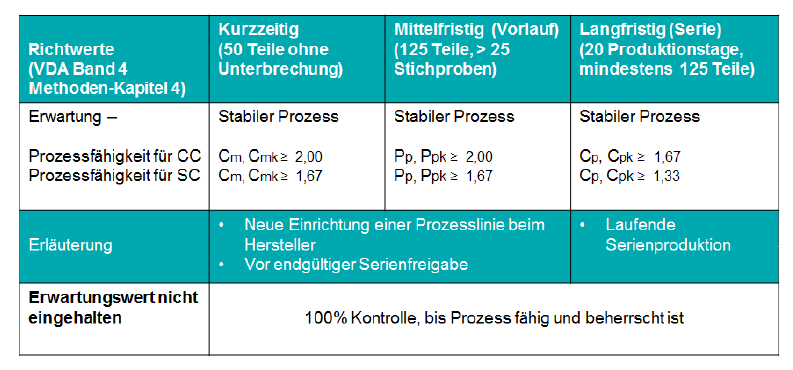 Richtwerte
(VDA Band 4
Methoden-Kapitel 4)
Kurzzeitig
(50 Teile ohne
Unterbrechung)
Mittelfristig (Vorlauf)
(125 Teile, > 25
Stichproben)
Langfristig (Serie)
(20 Produktionstage,
mindestens 125 Teile)
Erwartung –
Stabiler Prozess
Stabiler Prozess
Stabiler Prozess
Prozessfähigkeit für CC
Cm, Cmk ≥ 2,00
Pp, Ppk ≥ 2,00
Cp, Cpk ≥ 1,67
Prozessfähigkeit für SC
Cm, Cmk ≥ 1,67
Pp, Ppk ≥ 1,67
Cp, Cpk ≥ 1,33
Erläuterung
• Neue Einrichtung einer Prozesslinie beim
Hersteller
• Vor endgültiger Serienfreigabe
• Laufende
Serienproduktion
Erwartungswert nicht
eingehalten
100% Kontrolle, bis Prozess fähig und beherrscht ist